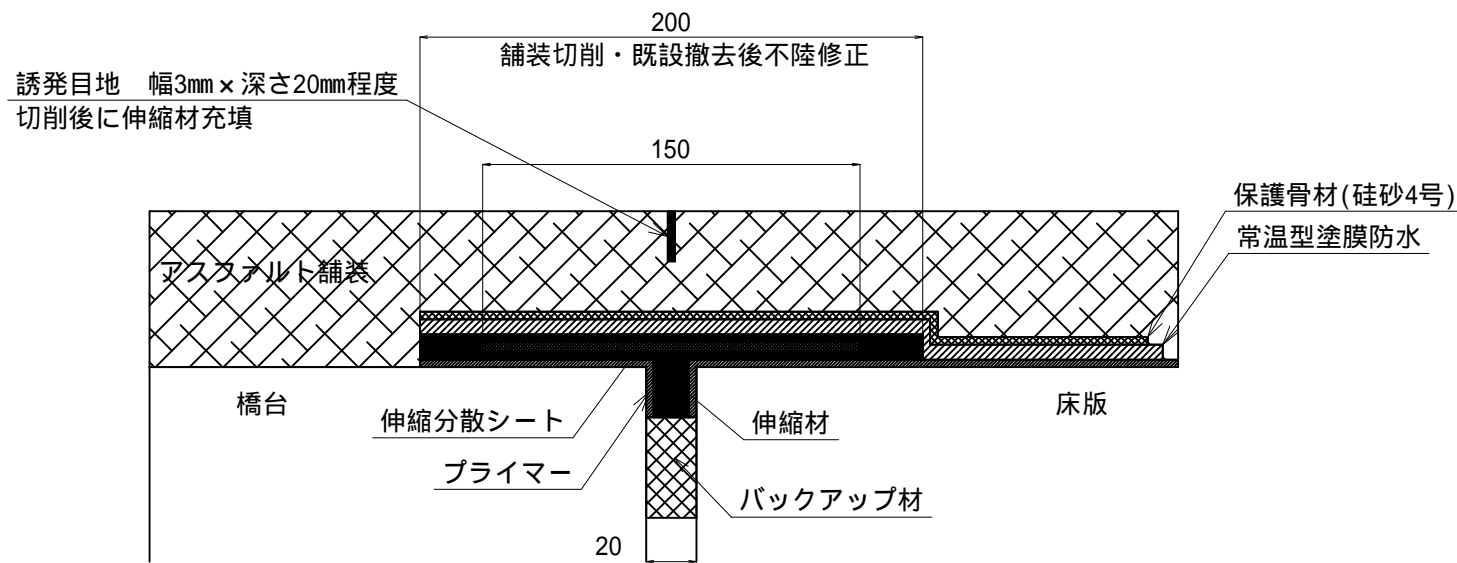 200
舗装切削・既設撤去後不陸修正
誘発目地　幅3㎜×深さ20㎜程度
切削後に伸縮材充填
150
保護骨材(硅砂4号)
常温型塗膜防水
アスファルト舗装
橋台
床版
伸縮分散シート
伸縮材
プライマー
バックアップ材
20